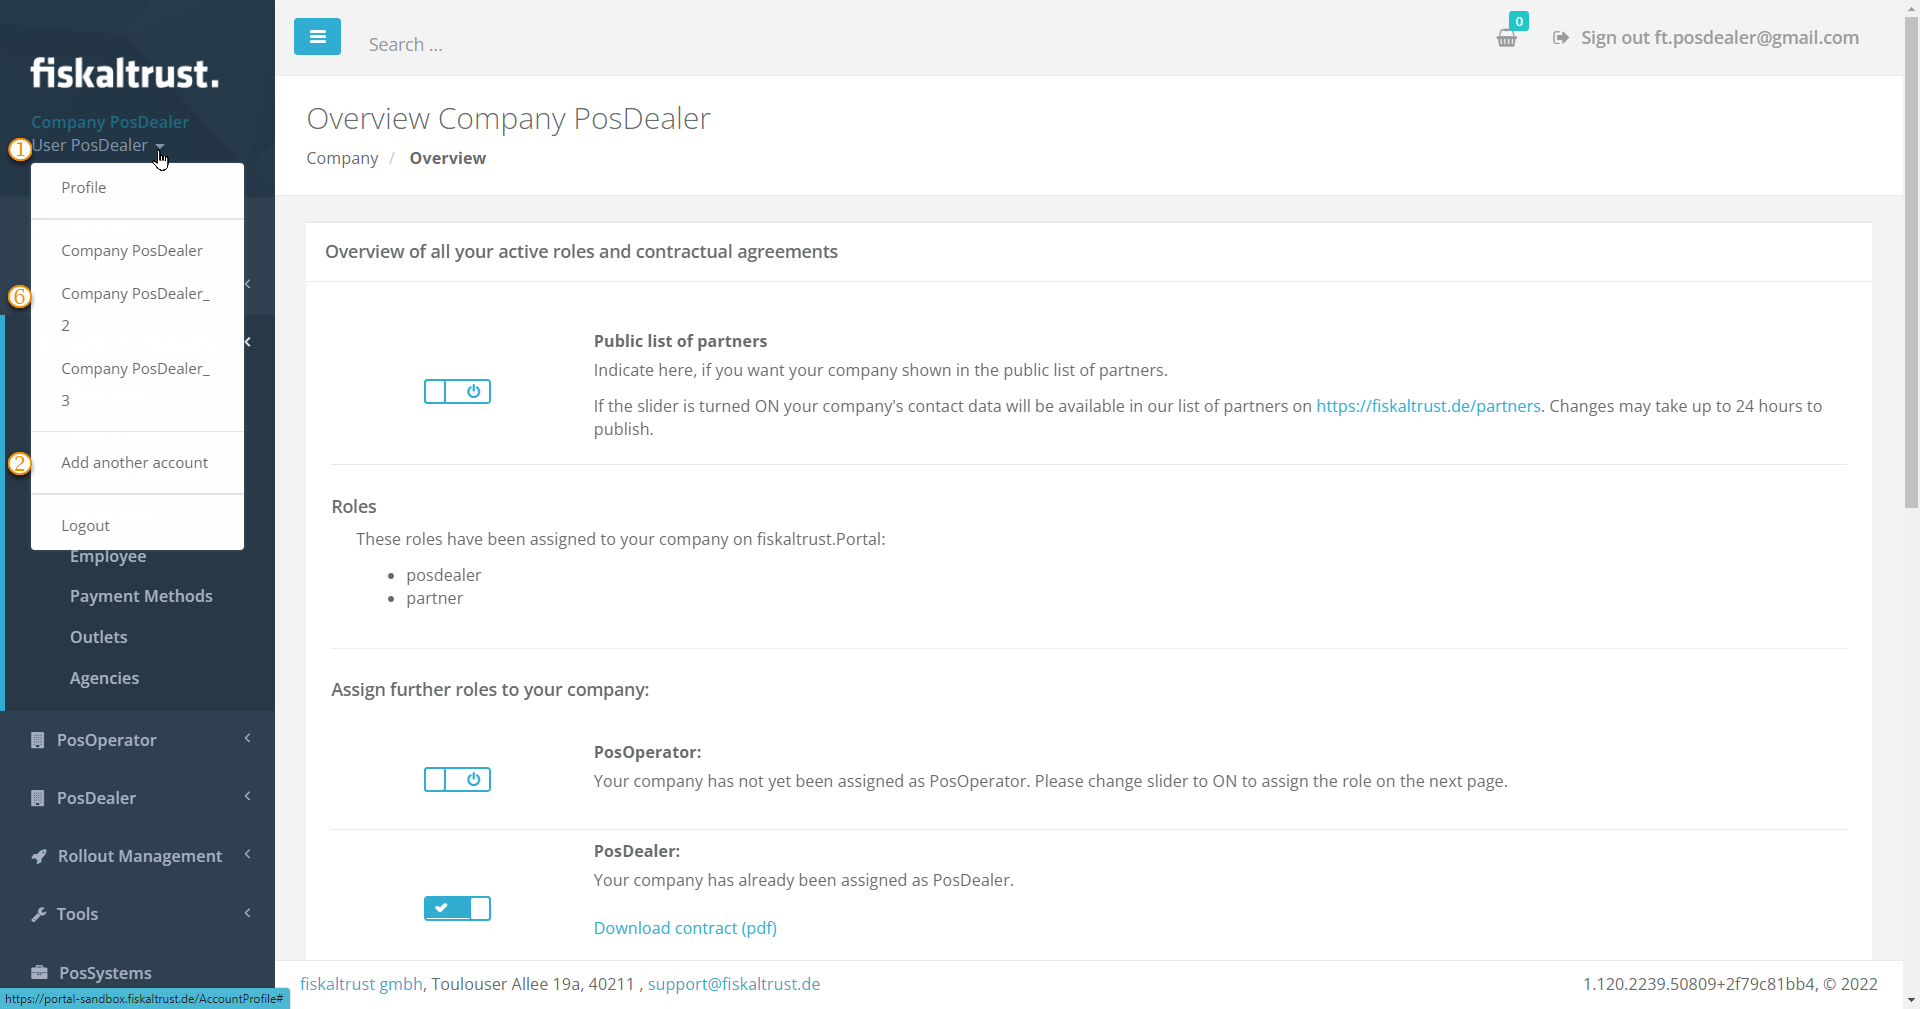 fiskaltrust.
Company PosDealer
1 User PosDealer
Profile
Company PosDealer
6 Company PosDealer_
2
Company PosDealer_
3
2 Add another account
Logout
Employee
Payment Methods
Outlets
Agencies
PosOperator
PosDealer
Rollout Management
Tools
PosSystems
https://portal-sandbox.fiskaltrust.de/AccountProfile#
Search ...
0
Sign out ft.posdealer@gmail.com
Overview Company PosDealer
Company / Overview
Overview of all your active roles and contractual agreements
Public list of partners
Indicate here, if you want your company shown in the public list of partners.
If the slider is turned ON your company's contact data will be available in our list of partners on https://fiskaltrust.de/partners. Changes may take up to 24 hours to
publish.
Roles
These roles have been assigned to your company on fiskaltrust.Portal:
• posdealer
• partner
Assign further roles to your company:
PosOperator:
Your company has not yet been assigned as PosOperator. Please change slider to ON to assign the role on the next page.
PosDealer:
Your company has already been assigned as PosDealer.
Download contract (pdf)
fiskaltrust gmbh, Toulouser Allee 19a, 40211 , support@fiskaltrust.de
1.120.2239.50809+2f79c81bb4, © 2022